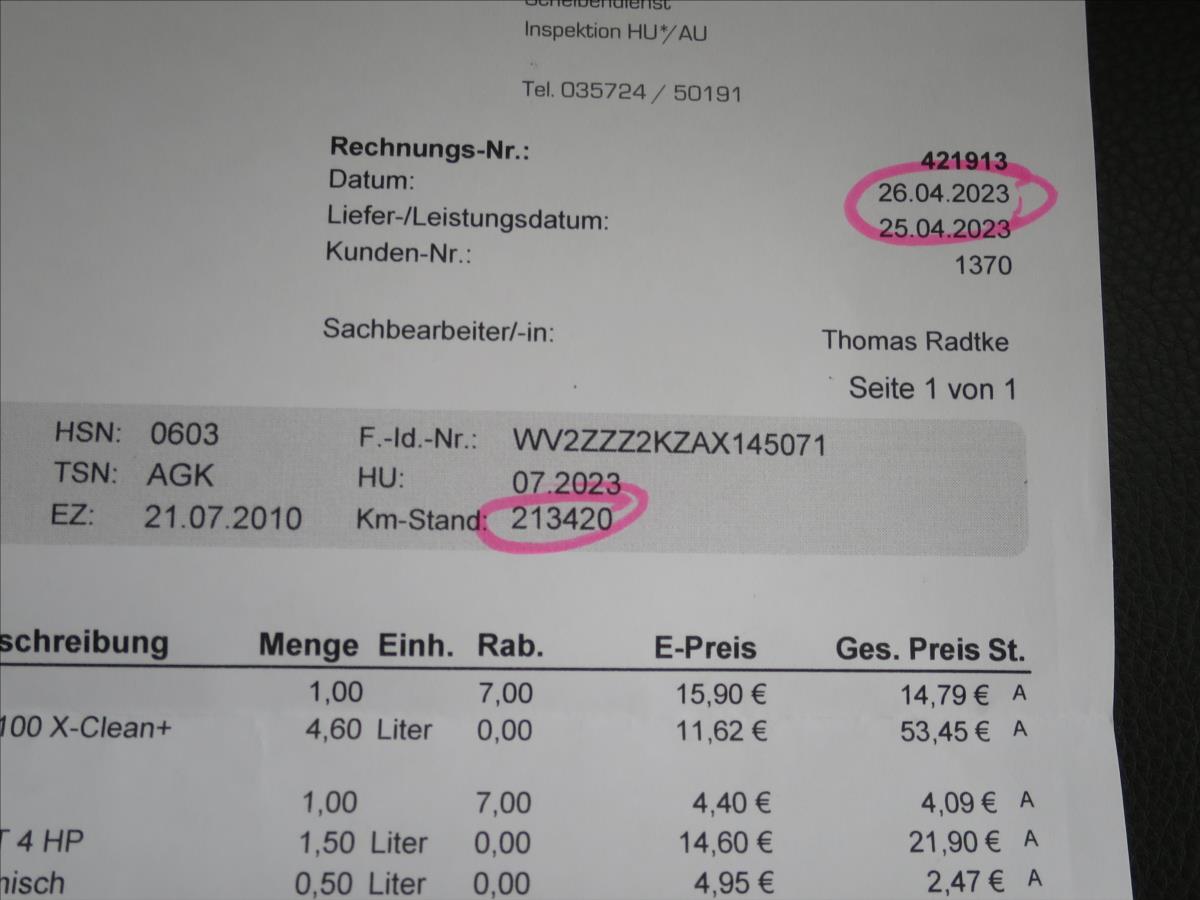 Scheibendienst
Inspektion HU*/AU
Tel. 035724 / 50191
Rechnungs-Nr.: 421913
Datum: 26.04.2023
Liefer-/Leistungsdatum: 25.04.2023
Kunden-Nr.: 1370
Sachbearbeiter/-in: Thomas Radtke
Seite 1 von 1
HSN: 0603 F.-Id.-Nr.: WV2ZZZ2KZAX145071
TSN: AGK HU: 07.2023
EZ: 21.07.2010 Km-Stand: 213420
schreibung Menge Einh. Rab. E-Preis Ges. Preis St.
1,00 7,00 15,90 € 14,79 € A
100 X-Clean+ 4,60 Liter 0,00 11,62 € 53,45 € A
1,00 7,00 4,40 € 4,09 € A
T 4 HP 1,50 Liter 0,00 14,60 € 21,90 € A
nisch 0,50 Liter 0,00 4,95 € 2,47 € A